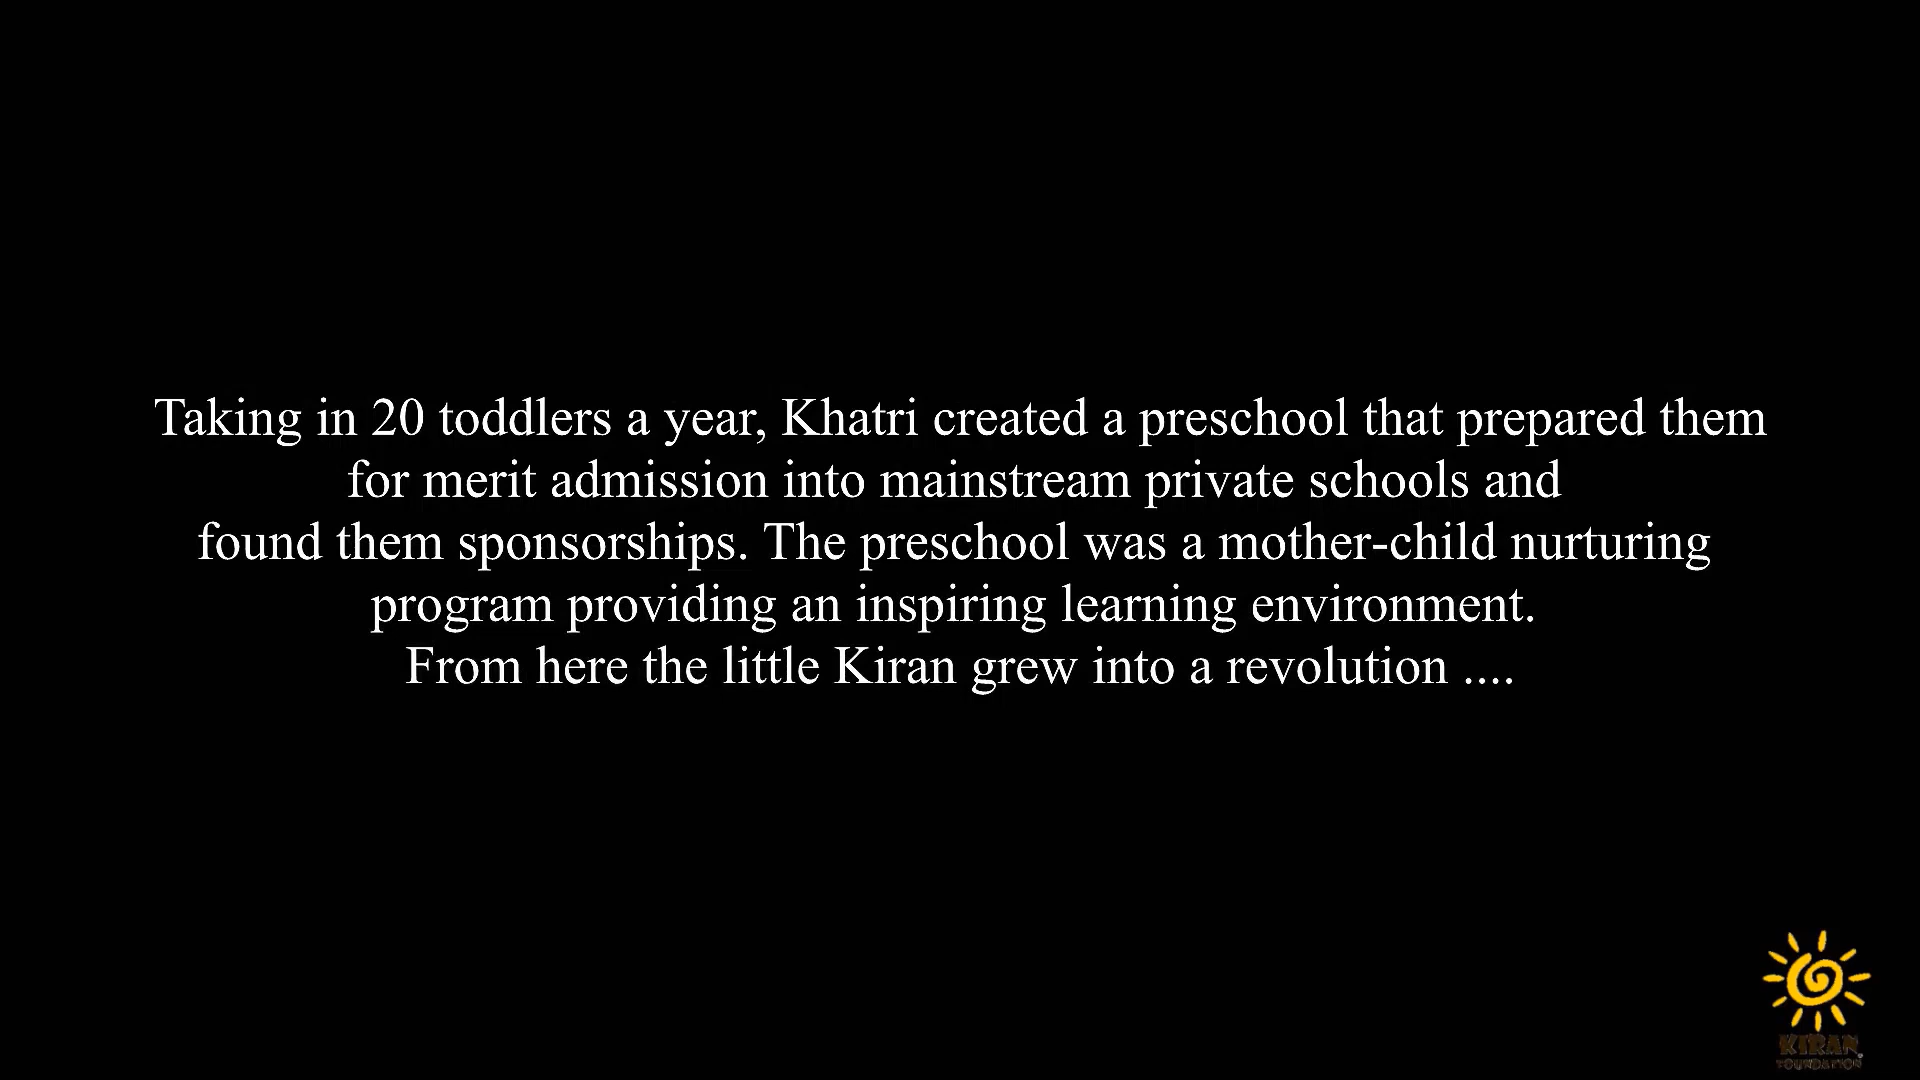 Taking in 20 toddlers a year, Khatri created a preschool that prepared them
for merit admission into mainstream private schools and
found them sponsorships. The preschool was a mother-child nurturing
program providing an inspiring learning environment.
From here the little Kiran grew into a revolution ....
KIRAN
FOUNDATION